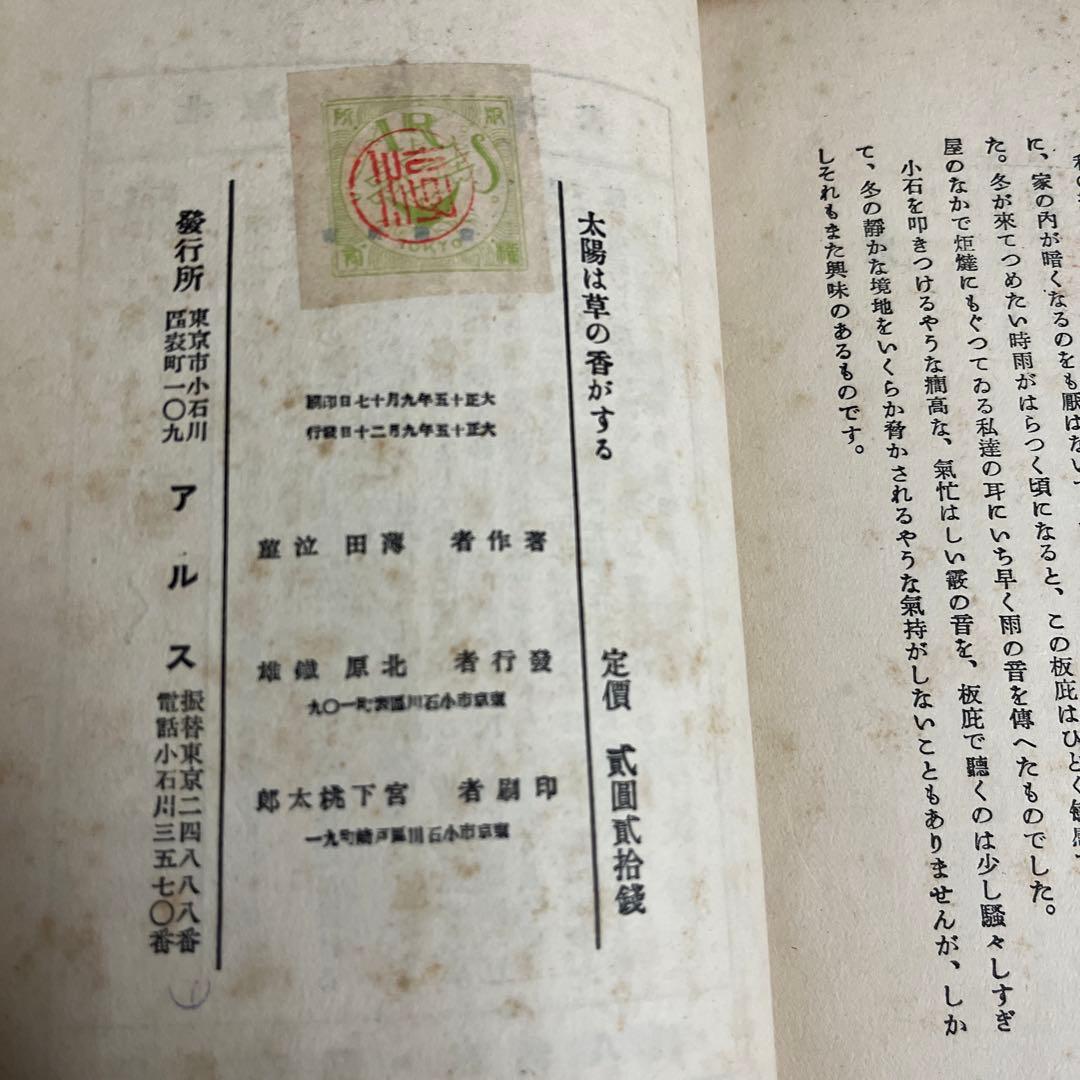 に、家の内が暗くなるのをも厭はないで
た。冬が來てつめたい時雨がはらつく頃になると、この板庇はひどく敏感で
屋のなかで炬燵にもぐつてゐる私達の耳にいち早く雨の音を傳へたものでした。
小石を叩きつけるやうな癇高な、氣忙はしい霰の音を、板庇で聽くのは少し騷々しすぎ
て、冬の靜かな境地をいくらか脅かされるやうな氣持がしないこともありませんが、しか
しそれもまた興味のあるものです。
太陽は草の香がする
定價 貳圓貳拾錢
版權所有
ARS
TOKYO
大正十五年九月十七日印刷
大正十五年九月二十日發行
著作者 薄田泣菫
發行者 北原鐵雄
東京市小石川區表町一〇九
印刷者 宮下桃太郎
東京市小石川區戸崎町九一
發行所
東京市小石川
區表町一〇九
アルス
振替東京二四八八八番
電話小石川三五七〇番